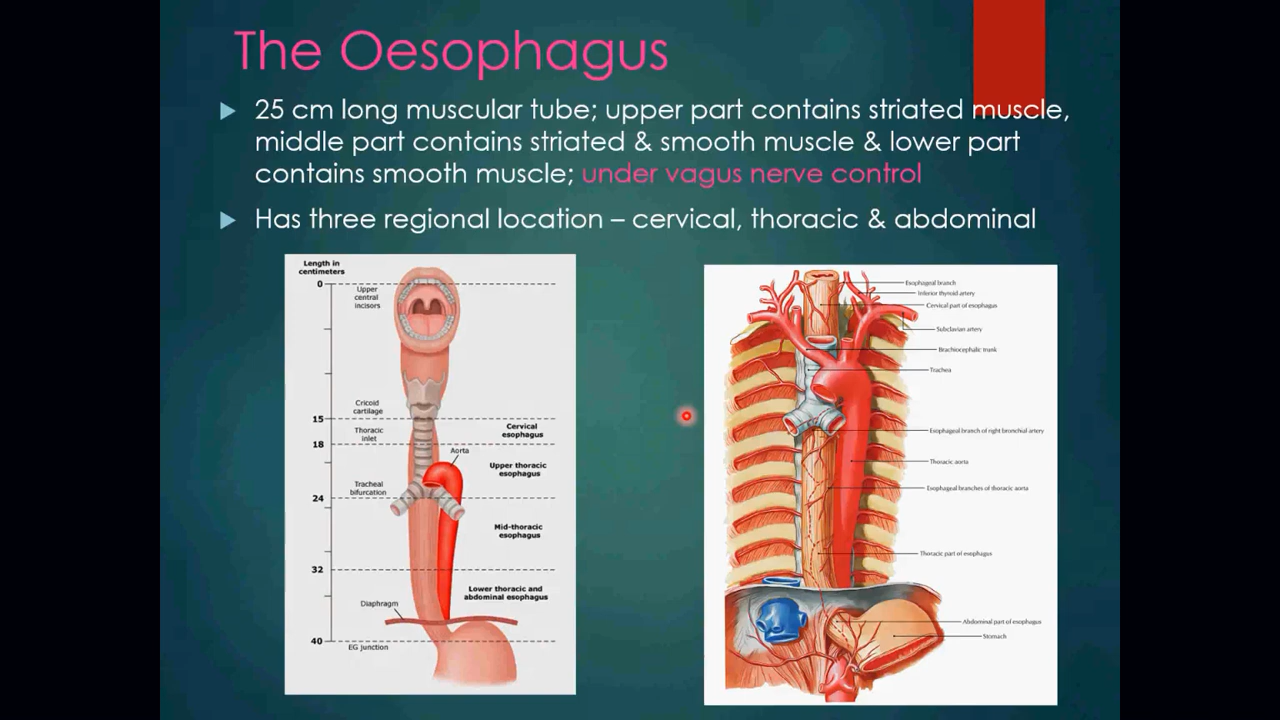 The Oesophagus
25 cm long muscular tube; upper part contains striated muscle,
middle part contains striated & smooth muscle & lower part
contains smooth muscle; under vagus nerve control
Has three regional location – cervical, thoracic & abdominal
Length in
centimeters
0
Upper
central
incisors
Cricoid
cartilage
15
Thoracic
inlet
Cervical
esophagus
18
Aorta
Upper thoracic
esophagus
Tracheal
bifurcation
24
Mid-thoracic
esophagus
32
Lower thoracic and
abdominal esophagus
Diaphragm
40
EG junction
Esophageal branch
Inferior thyroid artery
Cervical part of esophagus
Subclavian artery
Brachiocephalic trunk
Trachea
Esophageal branch of right bronchial artery
Thoracic aorta
Esophageal branches of thoracic aorta
Thoracic part of esophagus
Abdominal part of esophagus
Stomach